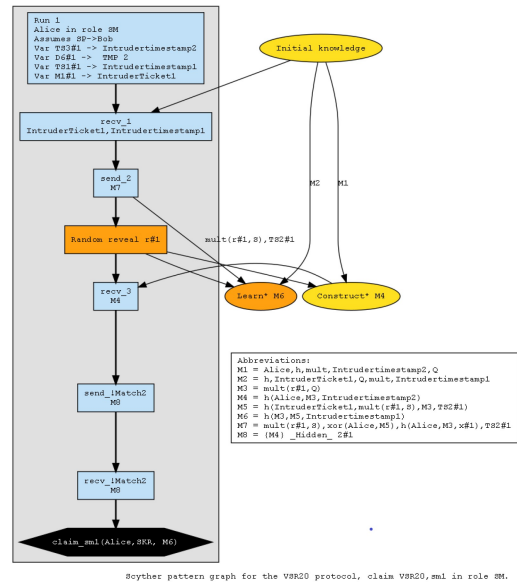 Run 1
Alice in role SM
Assumes SP->Bob
Var TS3#1 -> Intrudertimestamp2
Var D6#1 -> TMP 2
Var TS1#1 -> Intrudertimestamp1
Var M1#1 -> IntruderTicket1
Initial knowledge
recv_1
IntruderTicket1,Intrudertimestamp1
send_2
M7
M2
M1
Random reveal r#1
mult(r#1,S),TS2#1
recv_3
M4
Learn* M6
Construct* M4
Abbreviations:
M1 = Alice,h,mult,Intrudertimestamp2,Q
M2 = h,IntruderTicket1,Q,mult,Intrudertimestamp1
M3 = mult(r#1,Q)
M4 = h(Alice,M3,Intrudertimestamp2)
M5 = h(IntruderTicket1,mult(r#1,S),M3,TS2#1)
M6 = h(M3,M5,Intrudertimestamp1)
M7 = mult(r#1,S),xor(Alice,M5),h(Alice,M3,x#1),TS2#1
M8 = (M4) _Hidden_ 2#1
send_!Match2
M8
recv_!Match2
M8
claim_sm1(Alice,SKR, M6)
Scyther pattern graph for the VSR20 protocol, claim VSR20,sm1 in role SM.